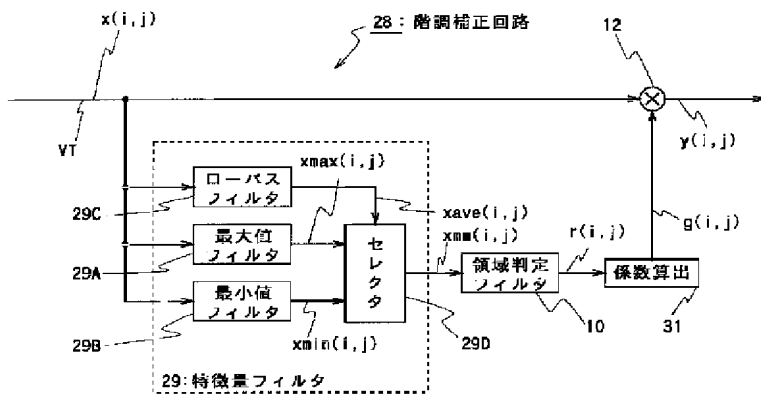 x(i,j)
28:階調補正回路
12
VT
y(i,j)
xmax(i,j)
ローパス
フィルタ
29C
xave(i,j)
g(i,j)
最大値
フィルタ
29A
セレクタ
xmm(i,j)
r(i,j)
領域判定
フィルタ
係数算出
最小値
フィルタ
29B
xmin(i,j)
29D
10
31
29:特徴量フィルタ